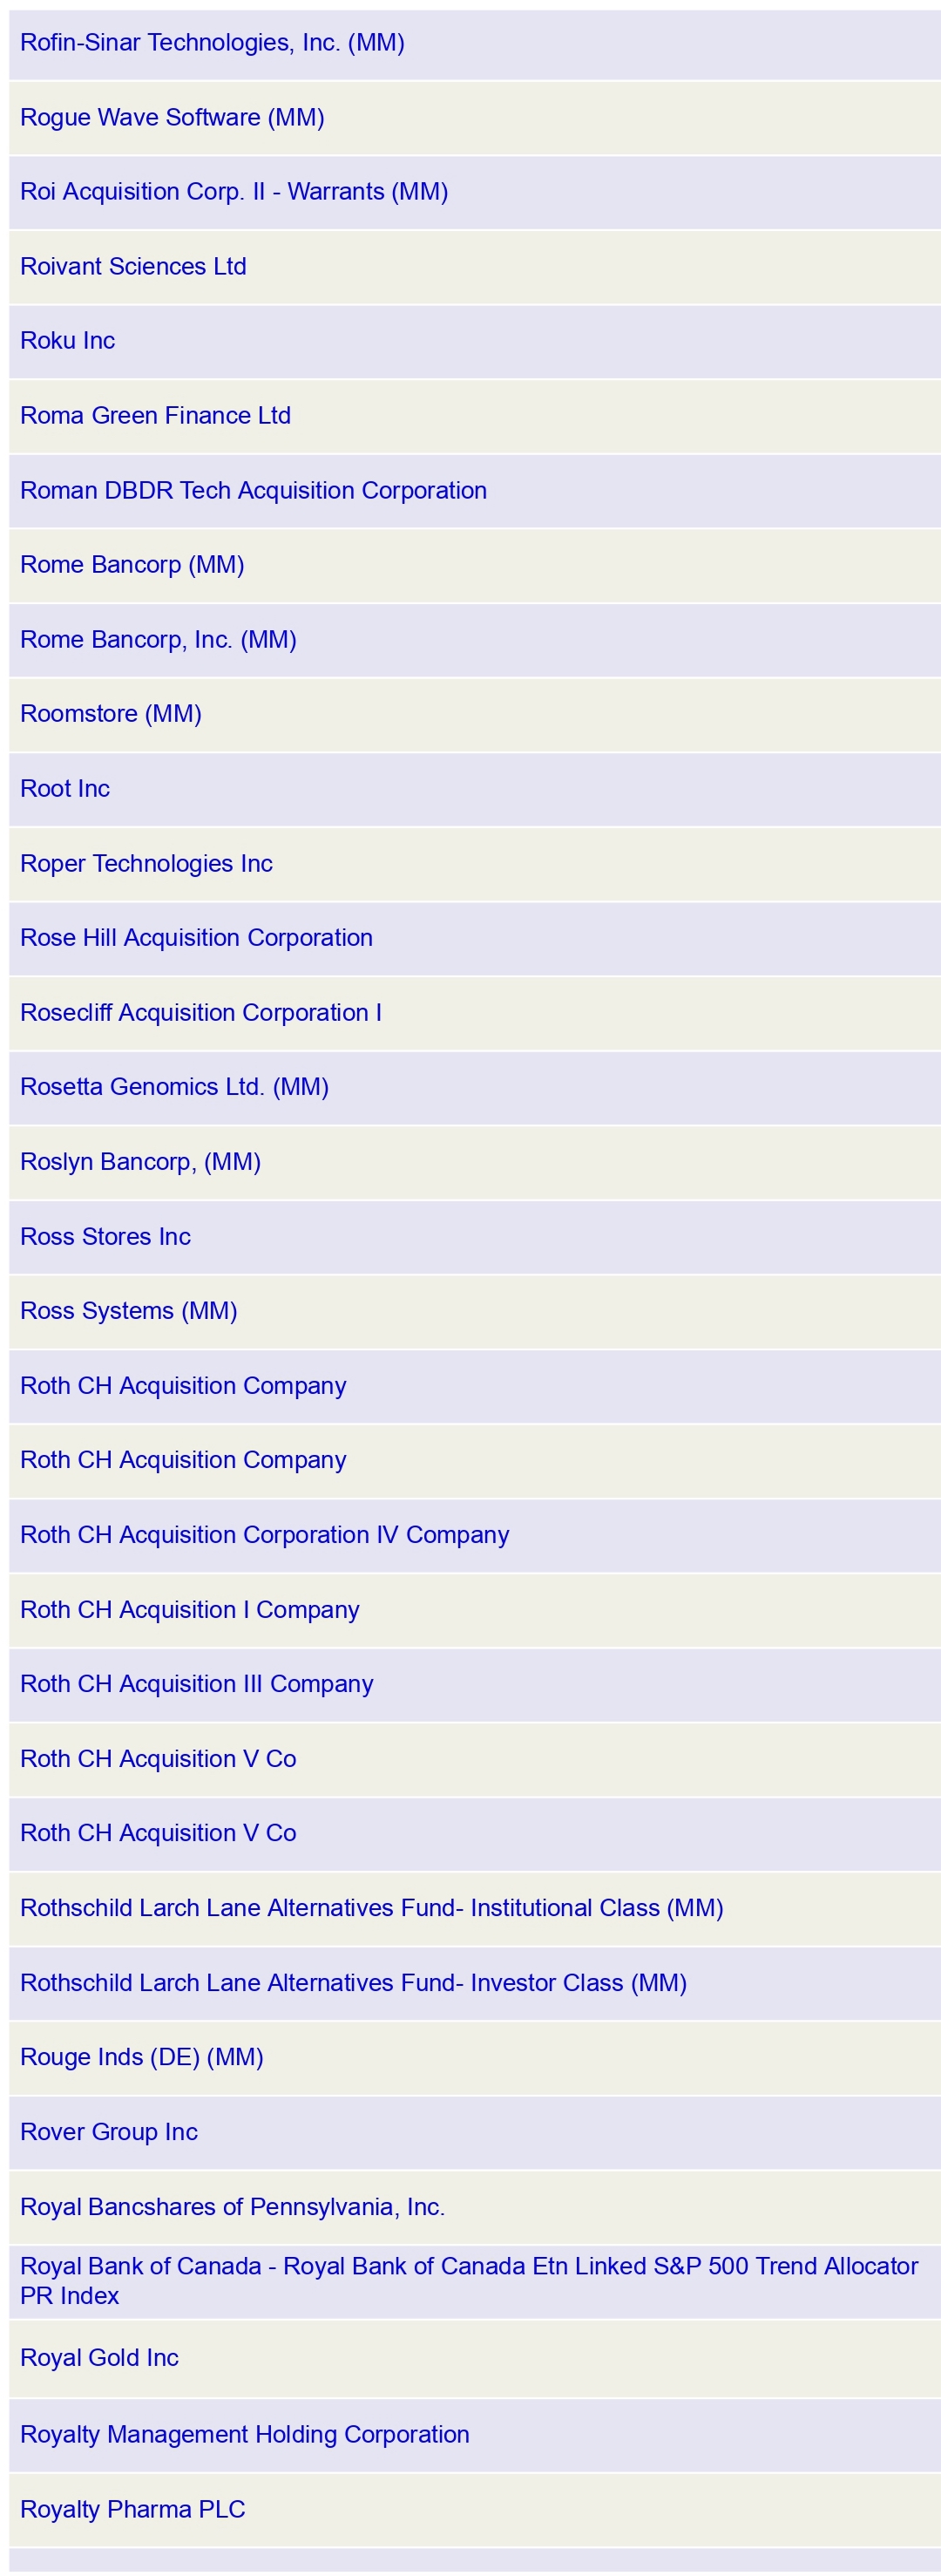 Rofin-Sinar Technologies, Inc. (MM)
Rogue Wave Software (MM)
Roi Acquisition Corp. II - Warrants (MM)
Roivant Sciences Ltd
Roku Inc
Roma Green Finance Ltd
Roman DBDR Tech Acquisition Corporation
Rome Bancorp (MM)
Rome Bancorp, Inc. (MM)
Roomstore (MM)
Root Inc
Roper Technologies Inc
Rose Hill Acquisition Corporation
Rosecliff Acquisition Corporation I
Rosetta Genomics Ltd. (MM)
Roslyn Bancorp, (MM)
Ross Stores Inc
Ross Systems (MM)
Roth CH Acquisition Company
Roth CH Acquisition Company
Roth CH Acquisition Corporation IV Company
Roth CH Acquisition I Company
Roth CH Acquisition III Company
Roth CH Acquisition V Co
Roth CH Acquisition V Co
Rothschild Larch Lane Alternatives Fund- Institutional Class (MM)
Rothschild Larch Lane Alternatives Fund- Investor Class (MM)
Rouge Inds (DE) (MM)
Rover Group Inc
Royal Bancshares of Pennsylvania, Inc.
Royal Bank of Canada - Royal Bank of Canada Etn Linked S&P 500 Trend Allocator
PR Index
Royal Gold Inc
Royalty Management Holding Corporation
Royalty Pharma PLC